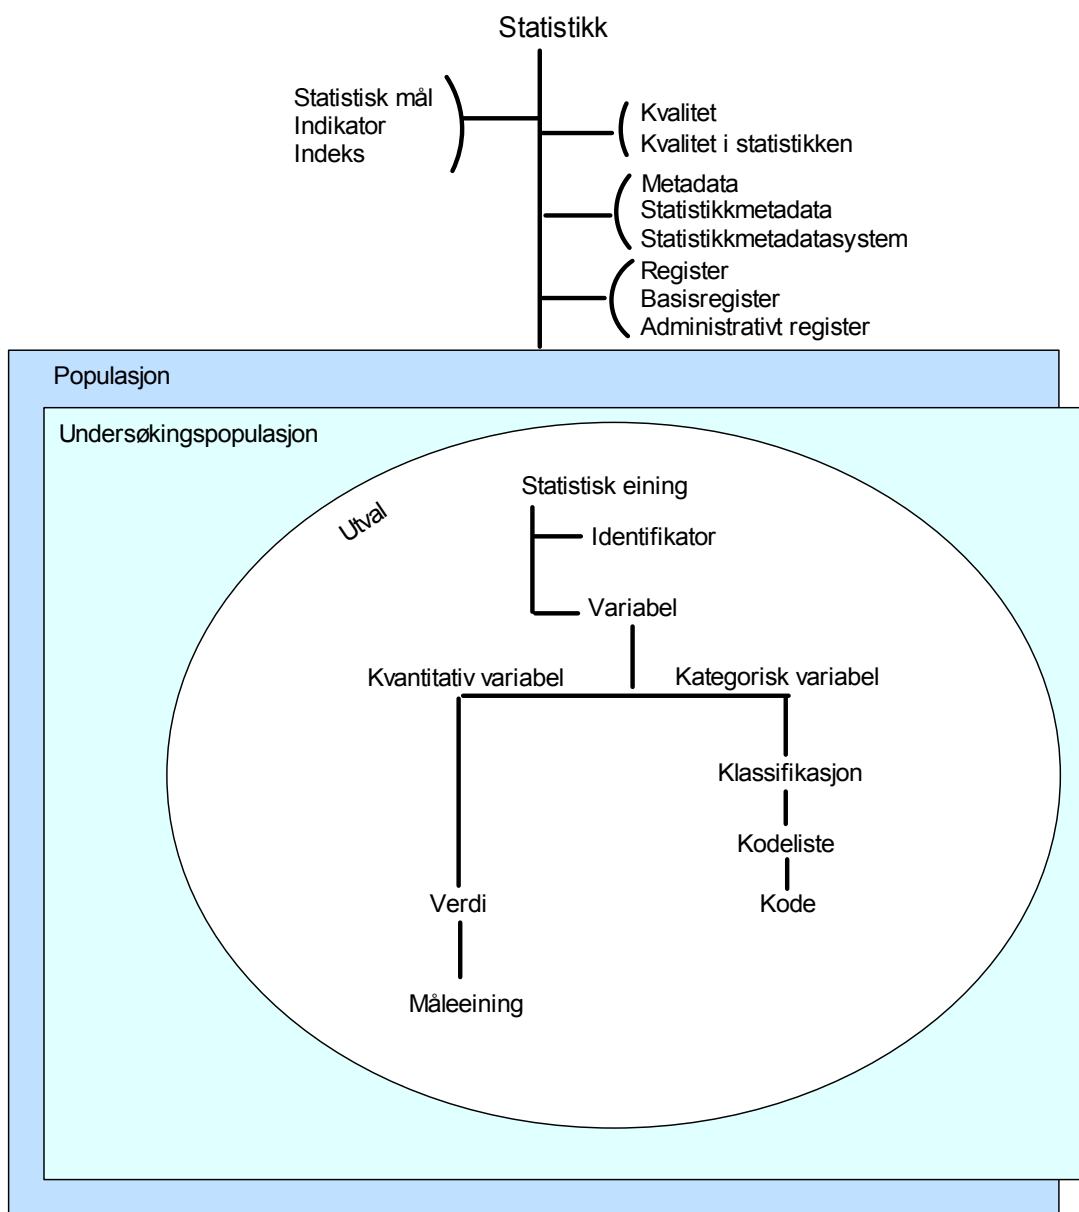 Statistikk
Statistisk mål
Indikator
Indeks
Kvalitet
Kvalitet i statistikken
Metadata
Statistikkmetadata
Statistikkmetadatasystem
Register
Basisregister
Administrativt register
Populasjon
Undersøkingspopulasjon
Utval
Statistisk eining
Identifikator
Variabel
Kvantitativ variabel
Kategorisk variabel
Klassifikasjon
Kodeliste
Verdi
Kode
Måleeining